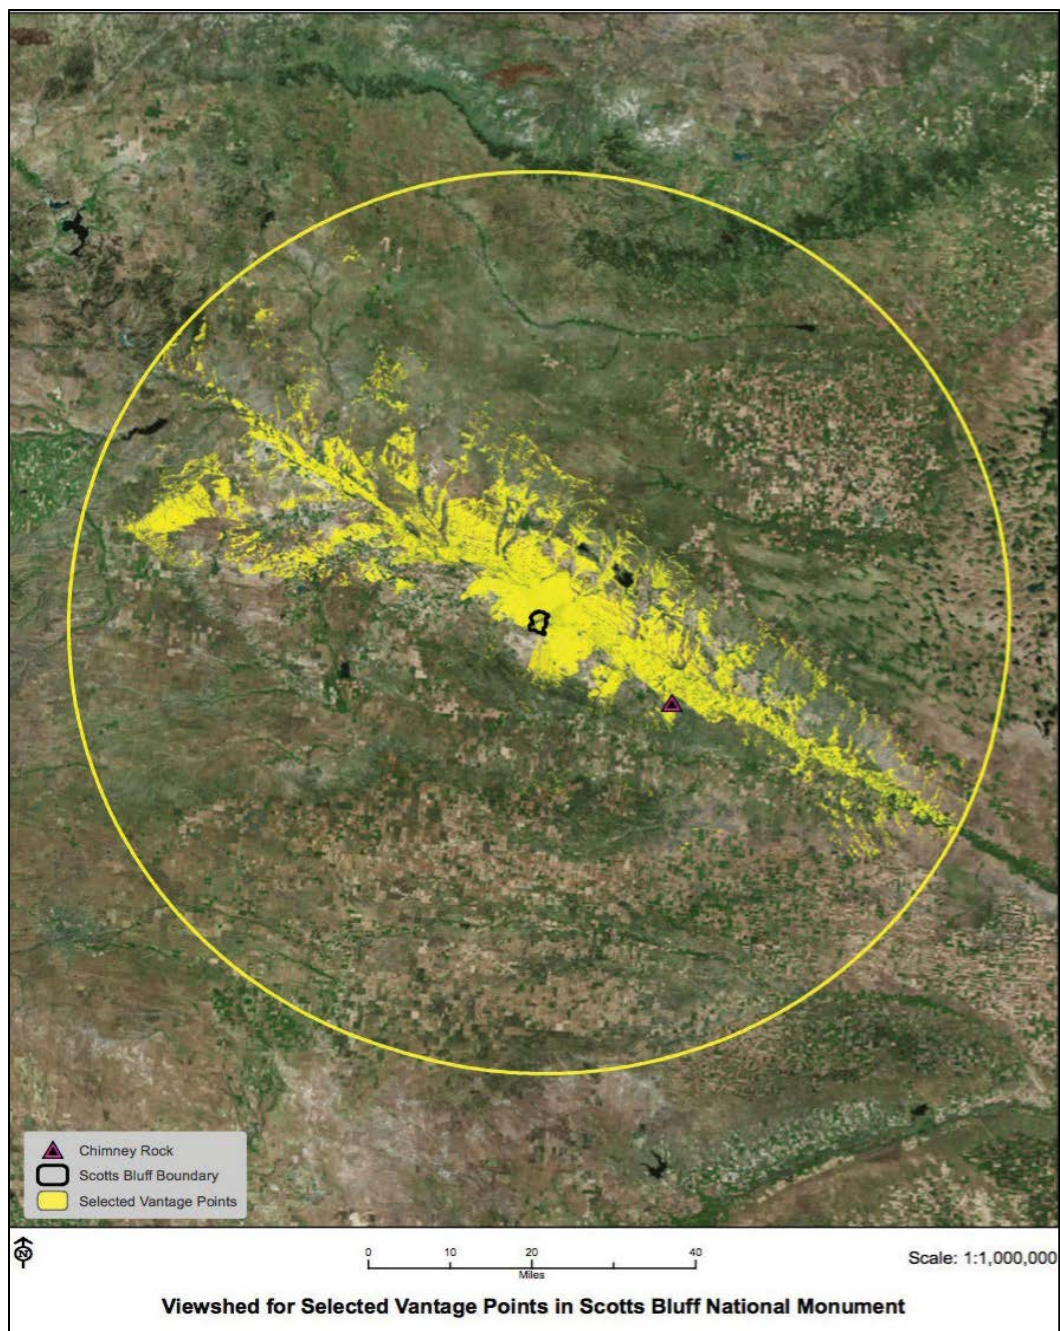 Chimney Rock
Scotts Bluff Boundary
Selected Vantage Points
N
0 10 20 40
Miles
Scale: 1:1,000,000
Viewshed for Selected Vantage Points in Scotts Bluff National Monument